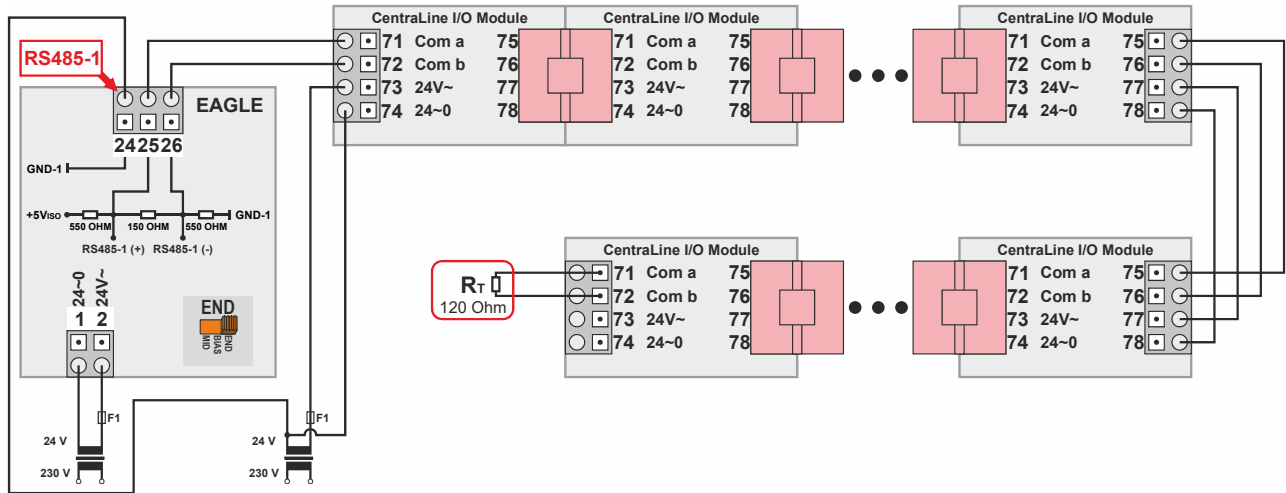 CentraLine I/O Module
CentraLine I/O Module
CentraLine I/O Module
71 Com a 75
71 Com a 75
71 Com a 75
72 Com b 76
72 Com b 76
72 Com b 76
73 24V~ 77
73 24V~ 77
73 24V~ 77
74 24~0 78
74 24~0 78
74 24~0 78
RS485-1
EAGLE
24 25 26
GND-1
+5VISO
GND-1
550 OHM
150 OHM
550 OHM
RS485-1 (+)
RS485-1 (-)
24~0
24V~
1 2
END
MID
BIAS
END
F1
24 V
230 V
F1
24 V
230 V
CentraLine I/O Module
CentraLine I/O Module
RT
120 Ohm
71 Com a 75
71 Com a 75
72 Com b 76
72 Com b 76
73 24V~ 77
73 24V~ 77
74 24~0 78
74 24~0 78